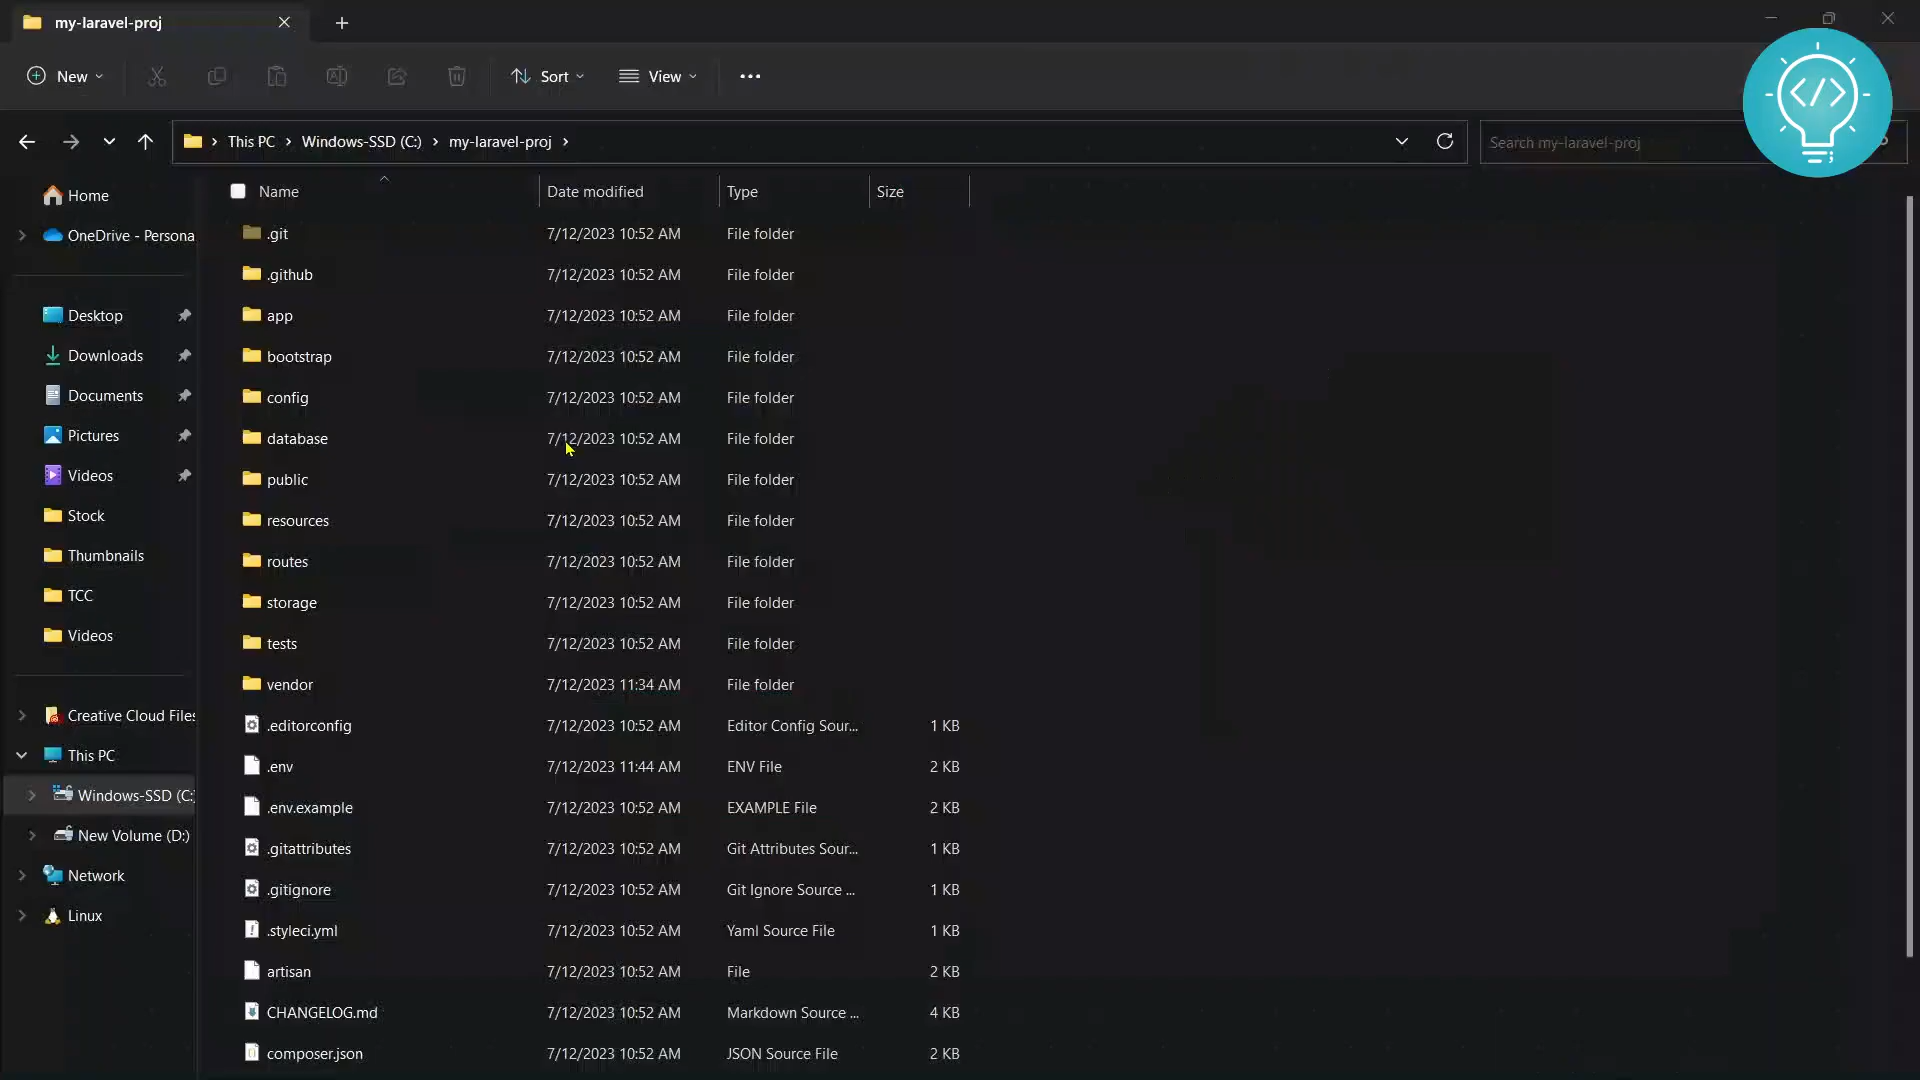 my-laravel-proj
New
Sort
View
This PC > Windows-SSD (C:) > my-laravel-proj >
Search my-laravel-proj
</>
Name Date modified Type Size
Home
OneDrive - Persona
Desktop
Downloads
Documents
Pictures
Videos
Stock
Thumbnails
TCC
Videos
Creative Cloud Files
This PC
Windows-SSD (C:)
New Volume (D:)
Network
Linux
.git 7/12/2023 10:52 AM File folder
.github 7/12/2023 10:52 AM File folder
app 7/12/2023 10:52 AM File folder
bootstrap 7/12/2023 10:52 AM File folder
config 7/12/2023 10:52 AM File folder
database 7/12/2023 10:52 AM File folder
public 7/12/2023 10:52 AM File folder
resources 7/12/2023 10:52 AM File folder
routes 7/12/2023 10:52 AM File folder
storage 7/12/2023 10:52 AM File folder
tests 7/12/2023 10:52 AM File folder
vendor 7/12/2023 11:34 AM File folder
.editorconfig 7/12/2023 10:52 AM Editor Config Sour... 1 KB
.env 7/12/2023 11:44 AM ENV File 2 KB
.env.example 7/12/2023 10:52 AM EXAMPLE File 2 KB
.gitattributes 7/12/2023 10:52 AM Git Attributes Sour... 1 KB
.gitignore 7/12/2023 10:52 AM Git Ignore Source ... 1 KB
.styleci.yml 7/12/2023 10:52 AM Yaml Source File 1 KB
artisan 7/12/2023 10:52 AM File 2 KB
CHANGELOG.md 7/12/2023 10:52 AM Markdown Source ... 4 KB
composer.json 7/12/2023 10:52 AM JSON Source File 2 KB